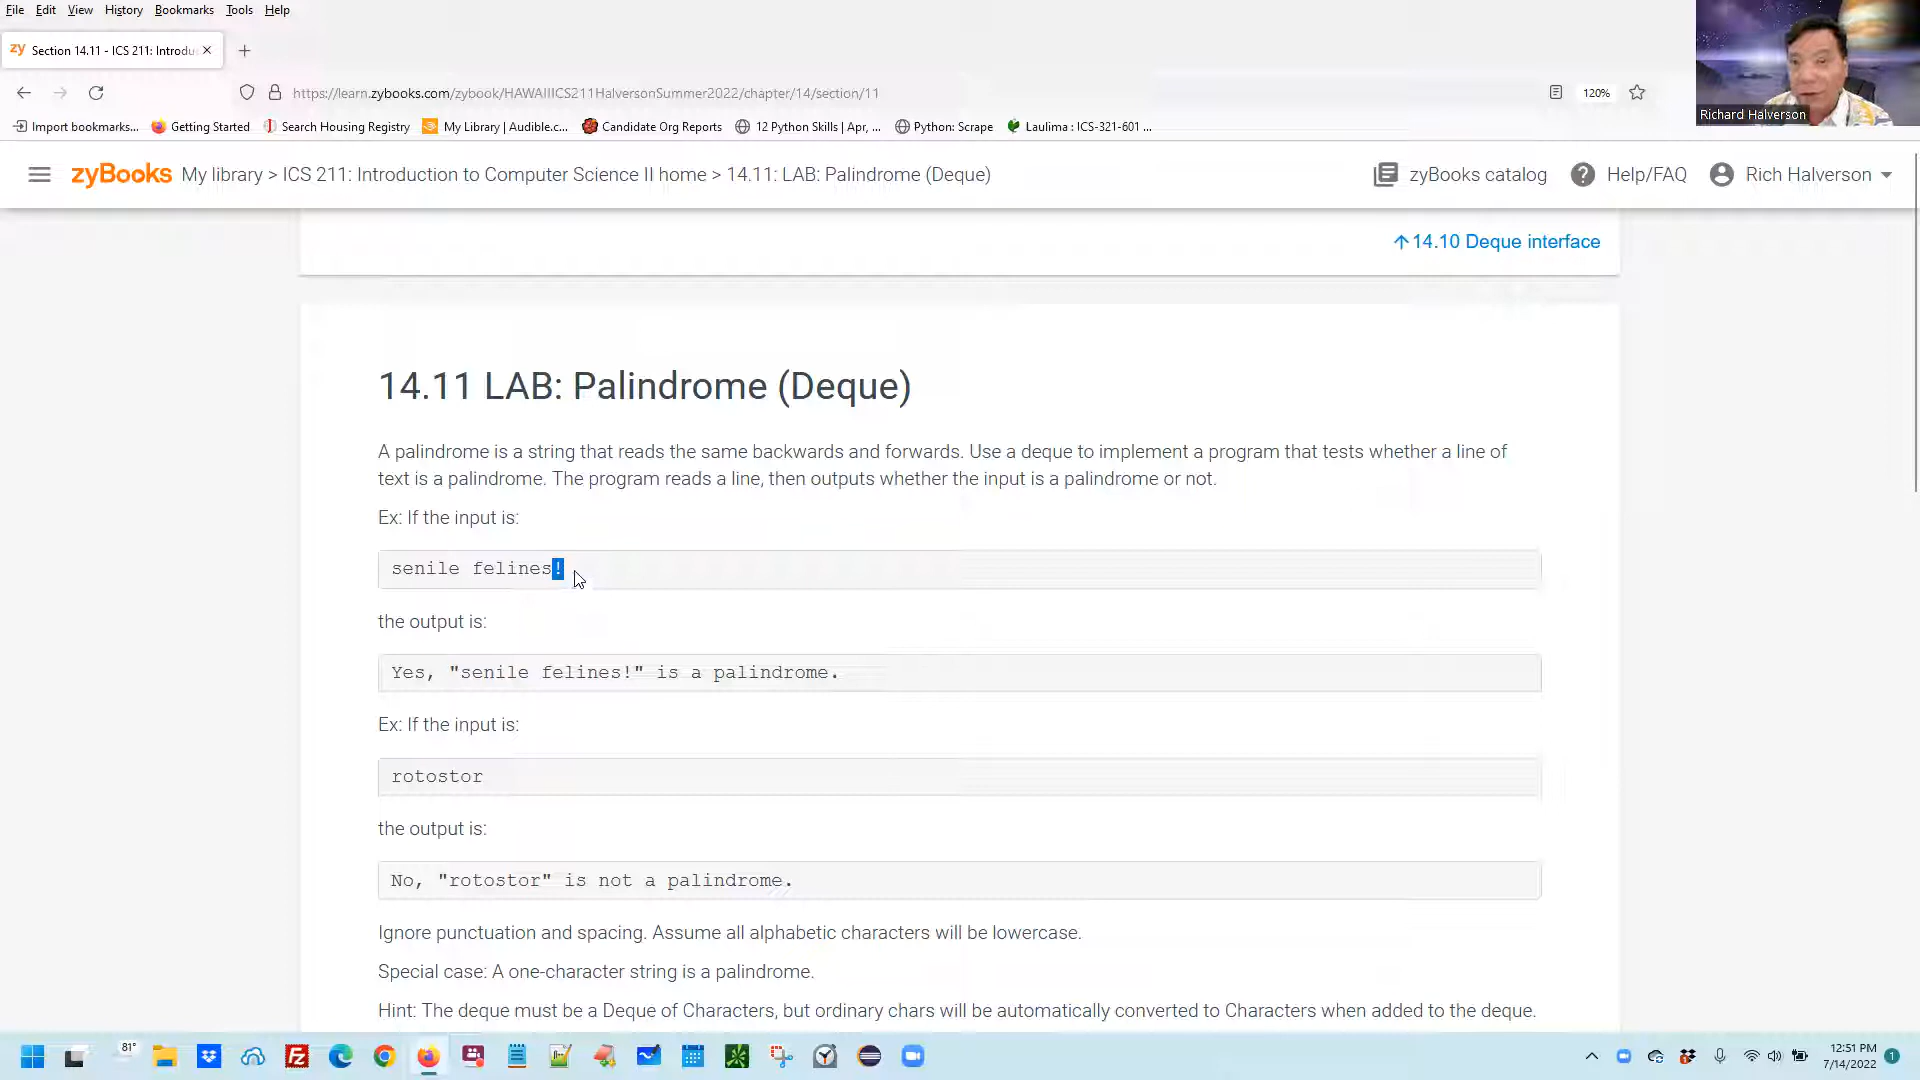 File Edit View History Bookmarks Tools Help
zy Section 14.11 - ICS 211: Introdu
https://learn.zybooks.com/zybook/HAWAIIICS211HalversonSummer2022/chapter/14/section/11
120%
Richard Halverson
Import bookmarks... Getting Started Search Housing Registry My Library | Audible.c... Candidate Org Reports 12 Python Skills | Apr, ... Python: Scrape Laulima : ICS-321-601 ...
zyBooks My library > ICS 211: Introduction to Computer Science II home > 14.11: LAB: Palindrome (Deque) zyBooks catalog Help/FAQ Rich Halverson
14.10 Deque interface
14.11 LAB: Palindrome (Deque)
A palindrome is a string that reads the same backwards and forwards. Use a deque to implement a program that tests whether a line of
text is a palindrome. The program reads a line, then outputs whether the input is a palindrome or not.
Ex: If the input is:
senile felines!
the output is:
Yes, "senile felines!" is a palindrome.
Ex: If the input is:
rotostor
the output is:
No, "rotostor" is not a palindrome.
Ignore punctuation and spacing. Assume all alphabetic characters will be lowercase.
Special case: A one-character string is a palindrome.
Hint: The deque must be a Deque of Characters, but ordinary chars will be automatically converted to Characters when added to the deque.
81°
12:51 PM
7/14/2022
1